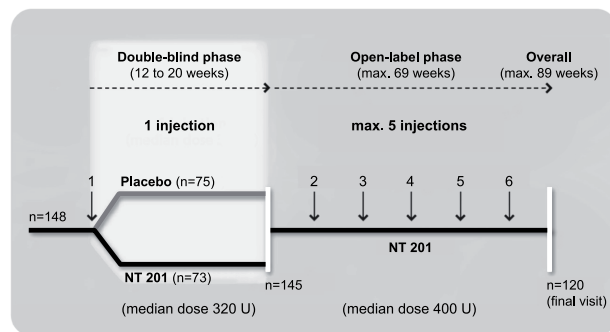 Double-blind phase
(12 to 20 weeks)
Open-label phase
(max. 69 weeks)
Overall
(max. 89 weeks)
1 injection
max. 5 injections
1
Placebo (n=75)
2 3 4 5 6
n=148
NT 201
NT 201 (n=73)
n=145
n=120
(final visit)
(median dose 320 U)
(median dose 400 U)